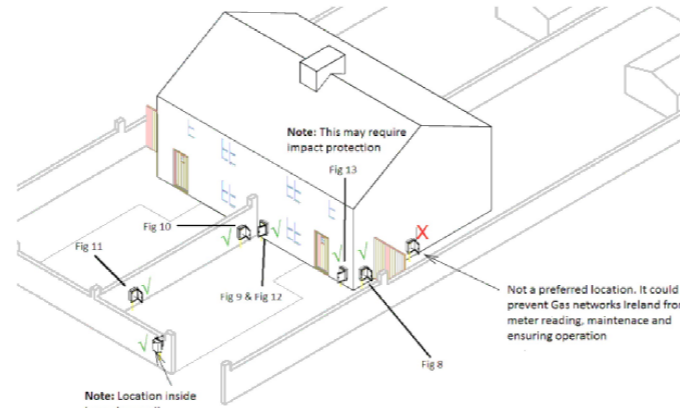 Note: This may require
impact protection
Fig 13
Fig 10
Fig 11
Fig 9 & Fig 12
X
Not a preferred location. It could
prevent Gas networks Ireland fro
meter reading, maintenace and
ensuring operation
Fig 8
Note: Location inside